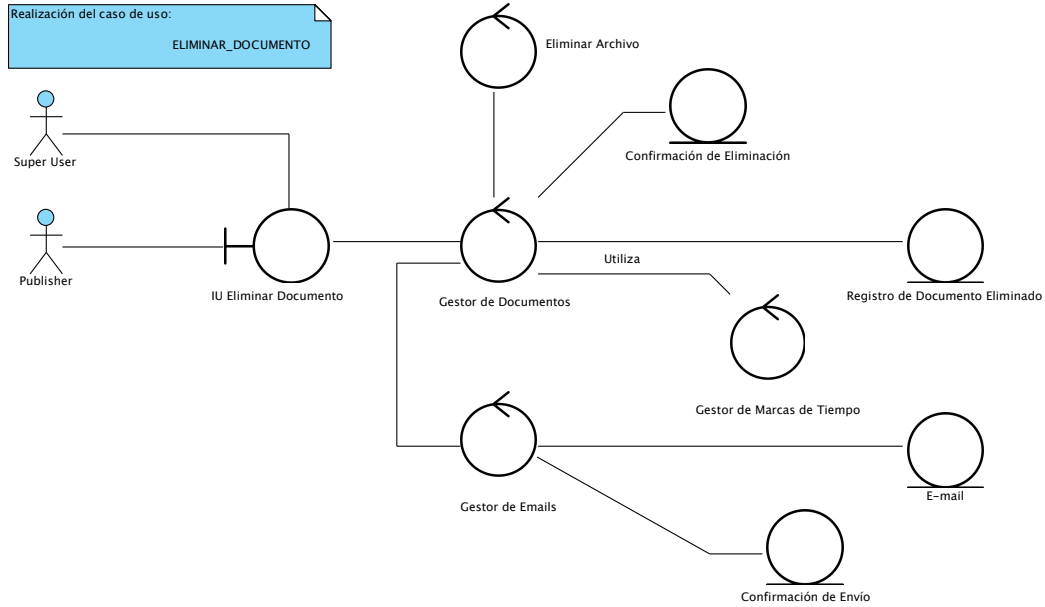 Realización del caso de uso:
ELIMINAR_DOCUMENTO
Eliminar Archivo
Confirmación de Eliminación
Super User
Publisher
IU Eliminar Documento
Gestor de Documentos
Utiliza
Registro de Documento Eliminado
Gestor de Marcas de Tiempo
Gestor de Emails
E-mail
Confirmación de Envío